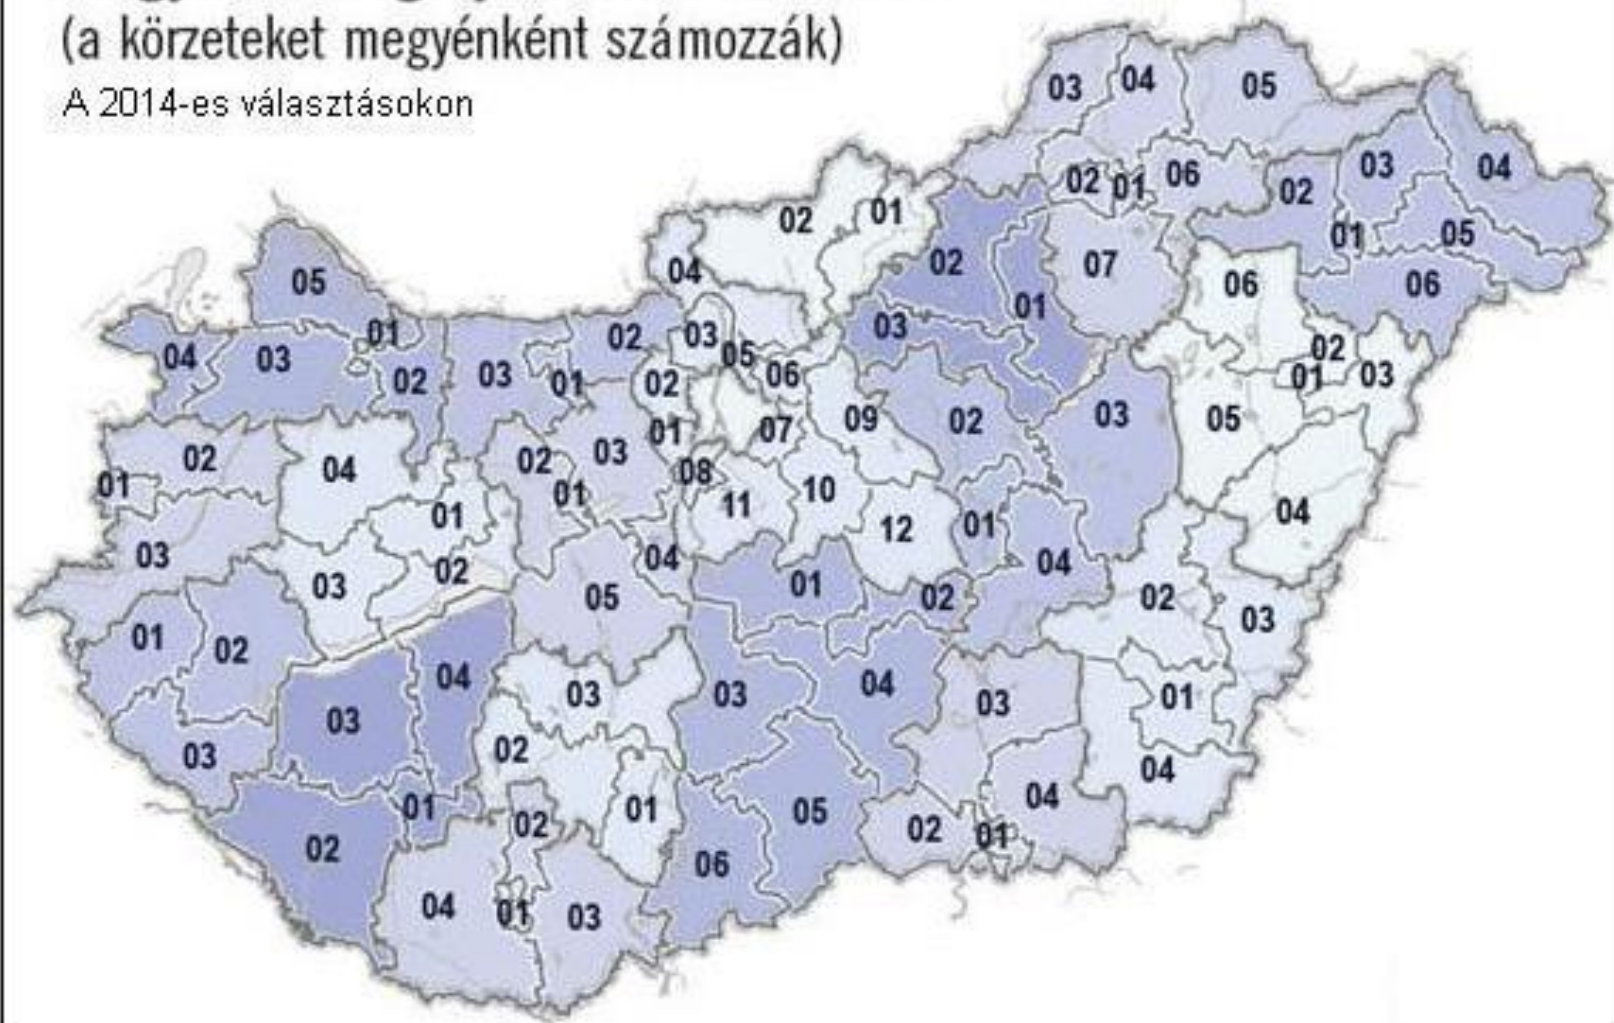 (a körzeteket megyénként számozzák)
A 2014-es választásokon
03 04 05
02 01 06 02 03 04
02 01 01 05
05 04 02 07 06 06
01 02 03 03 01
04 03 05 02
02 03 01 02 06 01 03
01 07 09 02 03 05
02 04 02 03 08
01 01 11 10
01 12 01 04
03 04 04
03 02 05 01 02 02 03
01 02
04 03 03 04 03 01
03
03 02 04
01 02 01 05 04
02 01
02 06
04 01 03